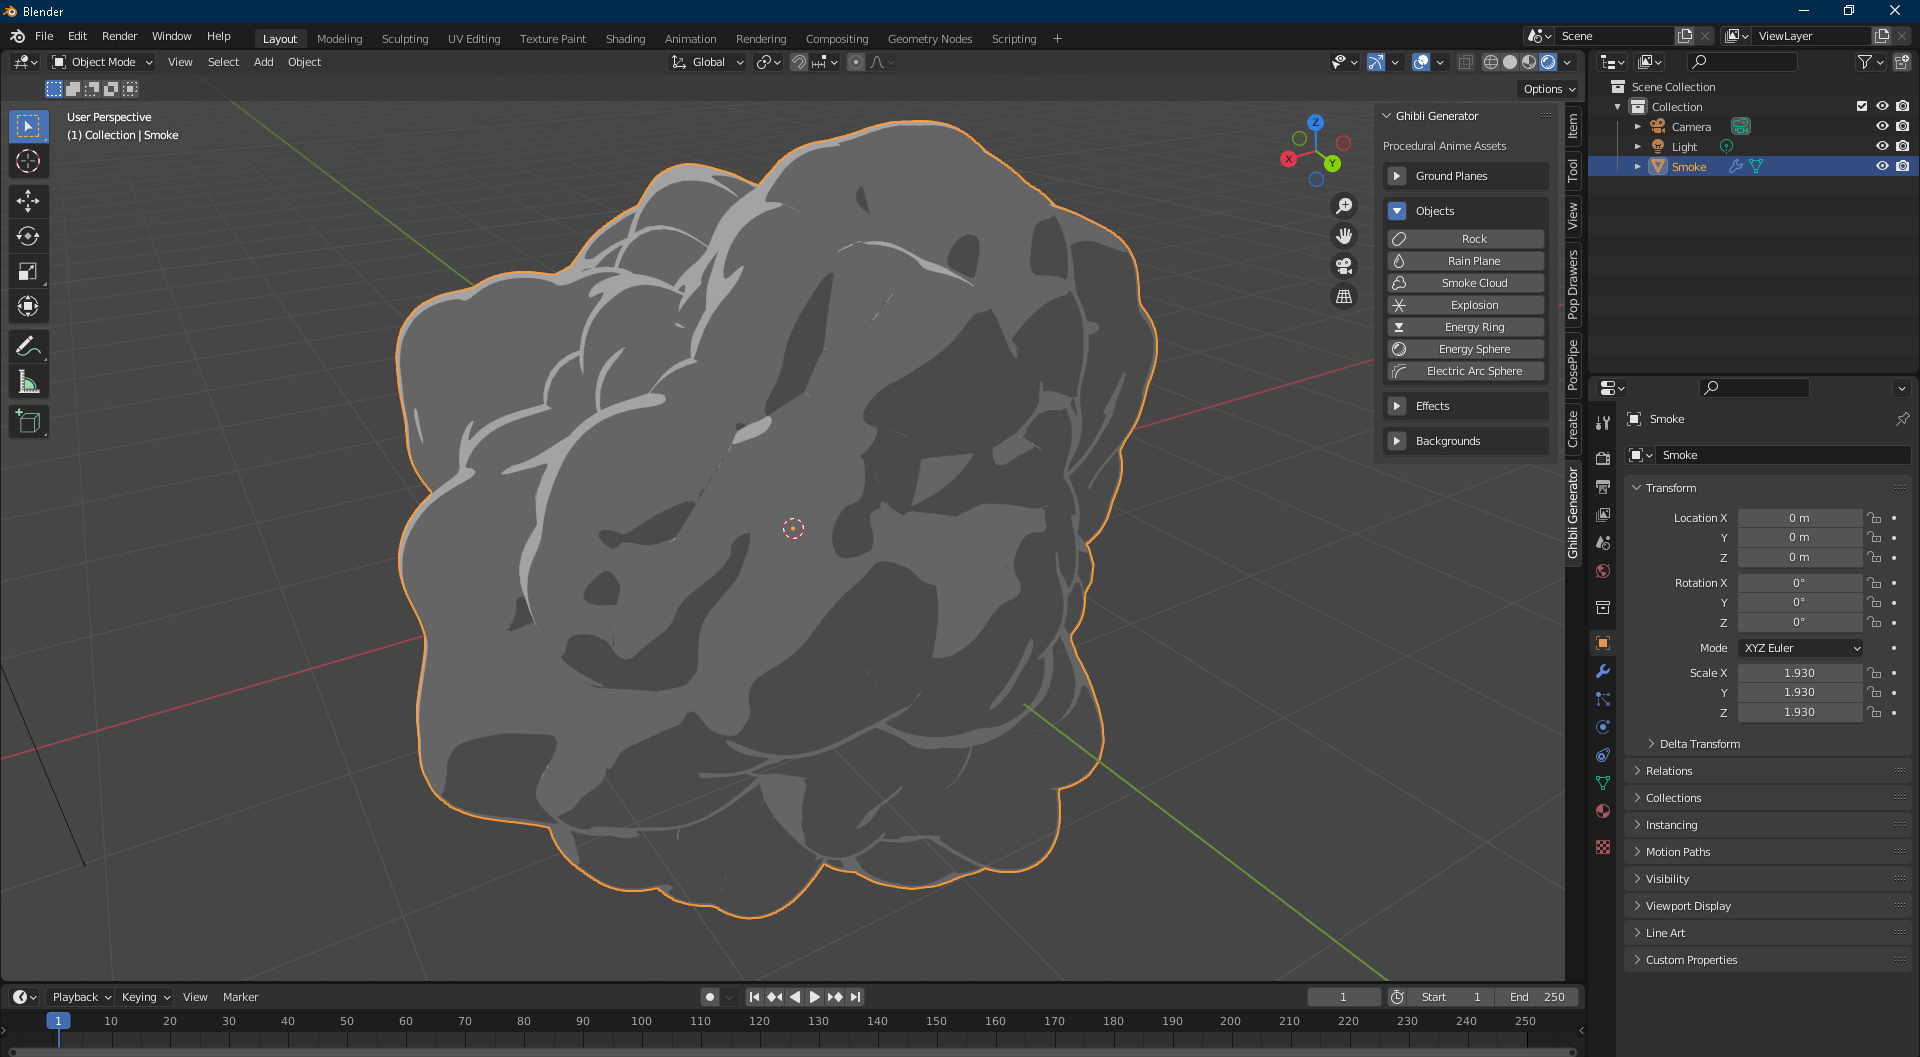 Blender
File Edit Render Window Help Layout Modeling Sculpting UV Editing Texture Paint Shading Animation Rendering Compositing Geometry Nodes Scripting +
Scene ViewLayer
Object Mode View Select Add Object Global
Options
User Perspective
(1) Collection | Smoke
Z
X
Y
Ghibli Generator
Procedural Anime Assets
Ground Planes
Objects
Rock
Rain Plane
Smoke Cloud
Explosion
Energy Ring
Energy Sphere
Electric Arc Sphere
Effects
Backgrounds
Item
Tool
View
Pop Drawers
PosePipe
Create
Ghibli Generator
Scene Collection
Collection
Camera
Light
Smoke
Smoke
Smoke
Transform
Location X 0 m
Y 0 m
Z 0 m
Rotation X 0°
Y 0°
Z 0°
Mode XYZ Euler
Scale X 1.930
Y 1.930
Z 1.930
Delta Transform
Relations
Collections
Instancing
Motion Paths
Visibility
Viewport Display
Line Art
Custom Properties
Playback Keying View Marker 1 Start 1 End 250
1 10 20 30 40 50 60 70 80 90 100 110 120 130 140 150 160 170 180 190 200 210 220 230 240 250